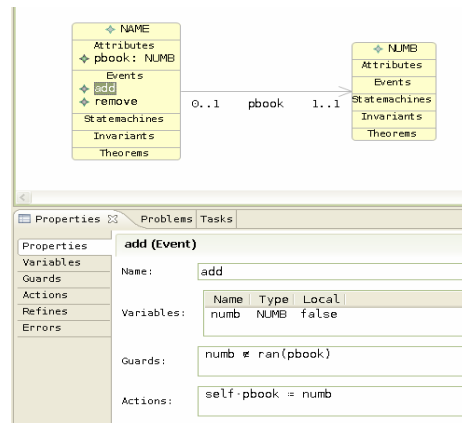 NAME
Attributes
pbook: NUMB
Events
add
remove
Statemachines
Invariants
Theorems
0..1 pbook 1..1
NUMB
Attributes
Events
Statemachines
Invariants
Theorems
Properties Problems Tasks
Properties
Variables
Guards
Actions
Refines
Errors
add (Event)
Name: add
Variables:
Name Type Local
numb NUMB false
Guards: numb ∉ ran(pbook)
Actions: self·pbook ≔ numb